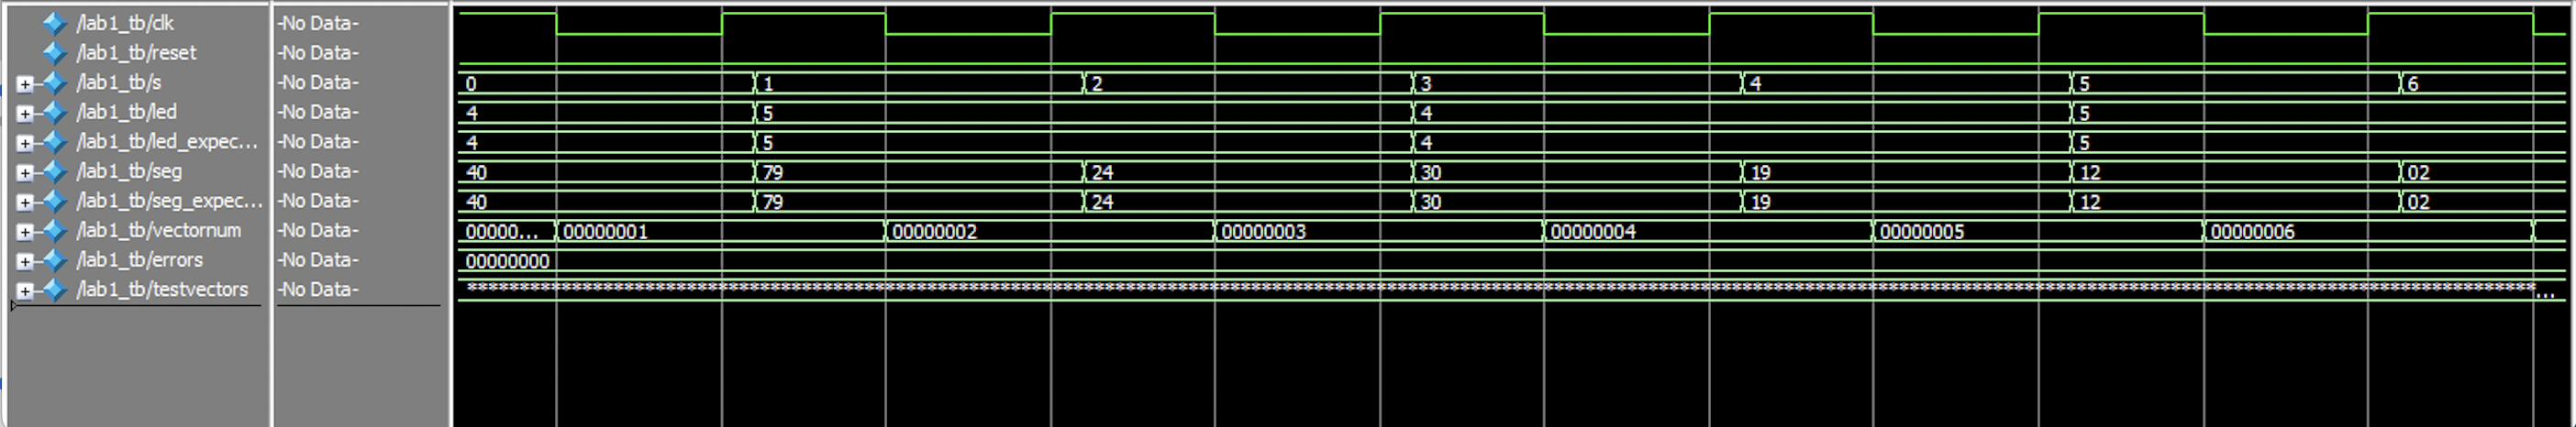 /lab1_tb/clk -No Data-
/lab1_tb/reset -No Data-
/lab1_tb/s -No Data- 0 1 2 3 4 5 6
/lab1_tb/led -No Data- 4 5 4 5
/lab1_tb/led_expec... -No Data- 4 5 4 5
/lab1_tb/seg -No Data- 40 79 24 30 19 12 02
/lab1_tb/seg_expec... -No Data- 40 79 24 30 19 12 02
/lab1_tb/vectornum -No Data- 00000... 00000001 00000002 00000003 00000004 00000005 00000006
/lab1_tb/errors -No Data- 00000000
/lab1_tb/testvectors -No Data-